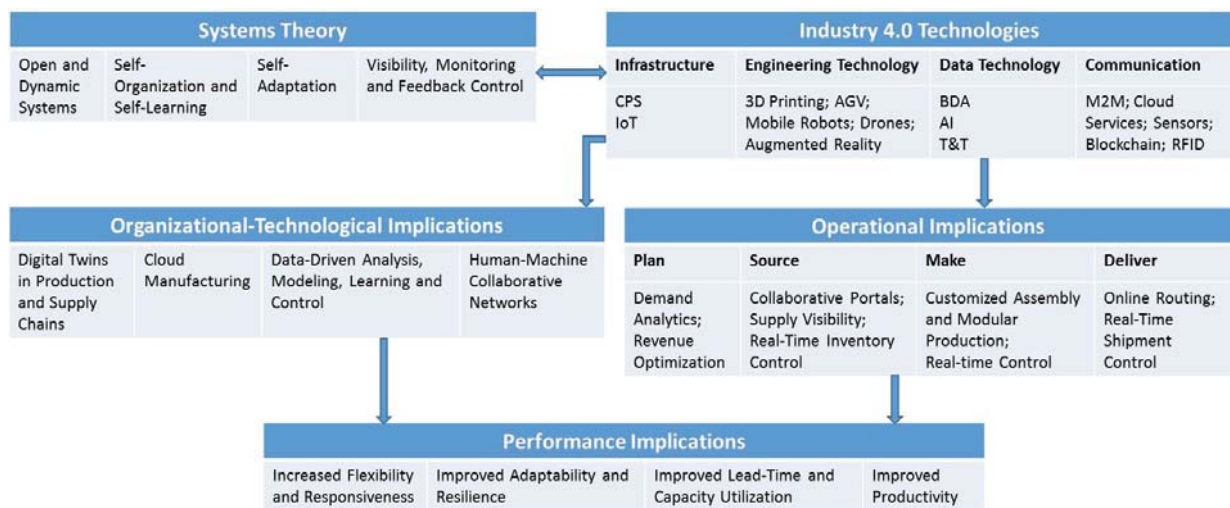 Systems Theory
Open and
Dynamic
Systems
Self-
Organization and
Self-Learning
Self-
Adaptation
Visibility, Monitoring
and Feedback Control
Industry 4.0 Technologies
Infrastructure
CPS
IoT
Engineering Technology
3D Printing; AGV;
Mobile Robots; Drones;
Augmented Reality
Data Technology
BDA
AI
T&T
Communication
M2M; Cloud
Services; Sensors;
Blockchain; RFID
Organizational-Technological Implications
Digital Twins
in Production
and Supply
Chains
Cloud
Manufacturing
Data-Driven Analysis,
Modeling, Learning and
Control
Human-Machine
Collaborative
Networks
Operational Implications
Plan
Demand
Analytics;
Revenue
Optimization
Source
Collaborative Portals;
Supply Visibility;
Real-Time Inventory
Control
Make
Customized Assembly
and Modular
Production;
Real-time Control
Deliver
Online Routing;
Real-Time
Shipment
Control
Performance Implications
Increased Flexibility
and Responsiveness
Improved Adaptability and
Resilience
Improved Lead-Time and
Capacity Utilization
Improved
Productivity